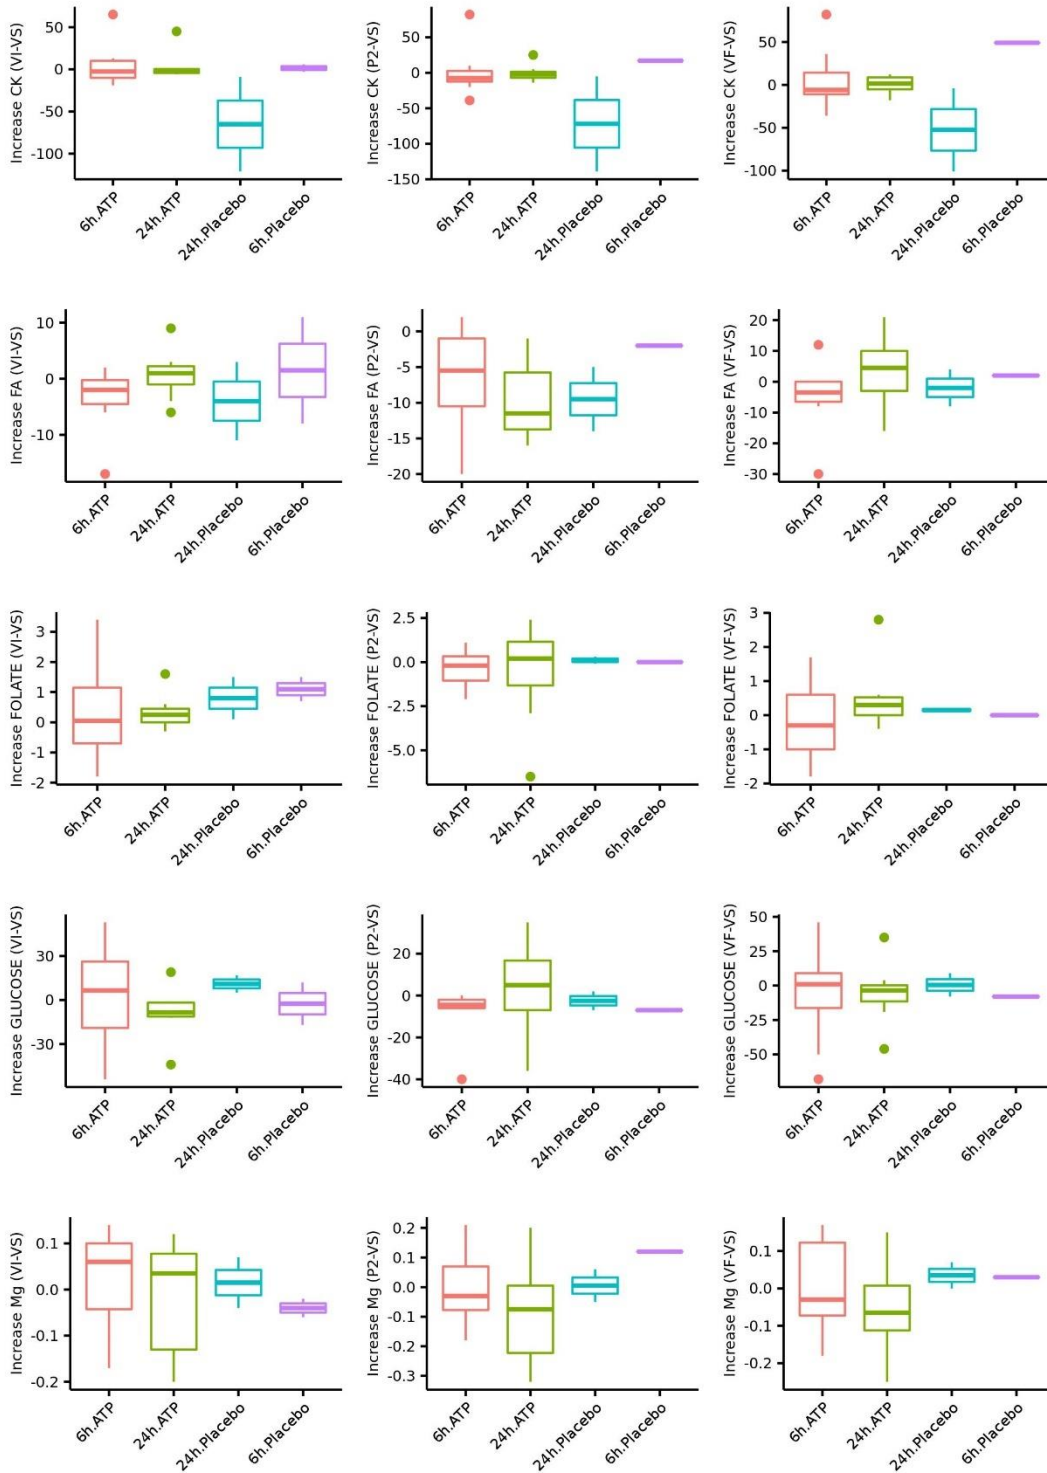 Increase CK (VI-VS)
50
0
-50
-100
6h.ATP
24h.ATP
24h.Placebo
6h.Placebo
Increase CK (P2-VS)
50
0
-50
-100
-150
6h.ATP
24h.ATP
24h.Placebo
6h.Placebo
Increase CK (VF-VS)
50
0
-50
-100
6h.ATP
24h.ATP
24h.Placebo
6h.Placebo
Increase FA (VI-VS)
10
0
-10
6h.ATP
24h.ATP
24h.Placebo
6h.Placebo
Increase FA (P2-VS)
0
-5
-10
-15
-20
6h.ATP
24h.ATP
24h.Placebo
6h.Placebo
Increase FA (VF-VS)
20
10
0
-10
-20
-30
6h.ATP
24h.ATP
24h.Placebo
6h.Placebo
Increase FOLATE (VI-VS)
3
2
1
0
-1
-2
6h.ATP
24h.ATP
24h.Placebo
6h.Placebo
Increase FOLATE (P2-VS)
2.5
0.0
-2.5
-5.0
6h.ATP
24h.ATP
24h.Placebo
6h.Placebo
Increase FOLATE (VF-VS)
3
2
1
0
-1
-2
6h.ATP
24h.ATP
24h.Placebo
6h.Placebo
Increase GLUCOSE (VI-VS)
30
0
-30
6h.ATP
24h.ATP
24h.Placebo
6h.Placebo
Increase GLUCOSE (P2-VS)
20
0
-20
-40
6h.ATP
24h.ATP
24h.Placebo
6h.Placebo
Increase GLUCOSE (VF-VS)
50
25
0
-25
-50
6h.ATP
24h.ATP
24h.Placebo
6h.Placebo
Increase Mg (VI-VS)
0.1
0.0
-0.1
-0.2
6h.ATP
24h.ATP
24h.Placebo
6h.Placebo
Increase Mg (P2-VS)
0.2
0.1
0.0
-0.1
-0.2
-0.3
6h.ATP
24h.ATP
24h.Placebo
6h.Placebo
Increase Mg (VF-VS)
0.1
0.0
-0.1
-0.2
6h.ATP
24h.ATP
24h.Placebo
6h.Placebo